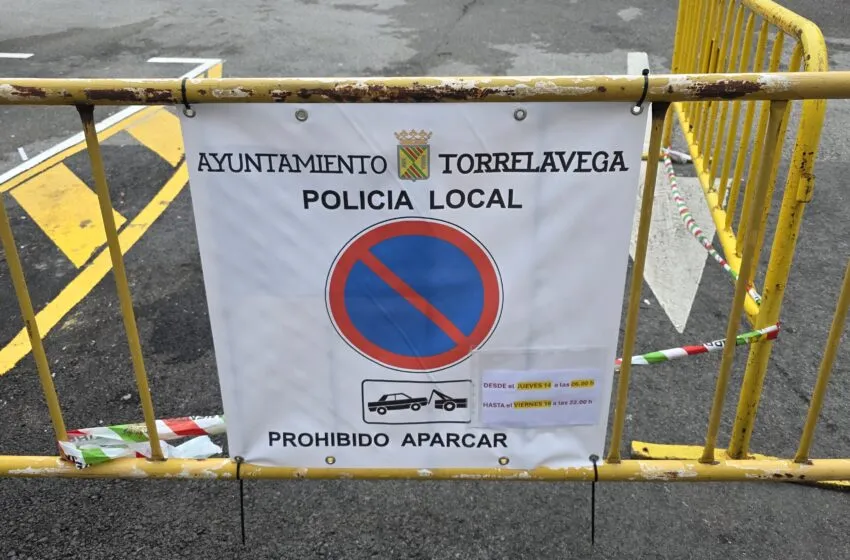 AYUNTAMIENTO TORRELAVEGA
POLICIA LOCAL
DESDE el JUEVES 14 a las 06.00 h
HASTA el VIERNES 16 a las 22.00 h
PROHIBIDO APARCAR